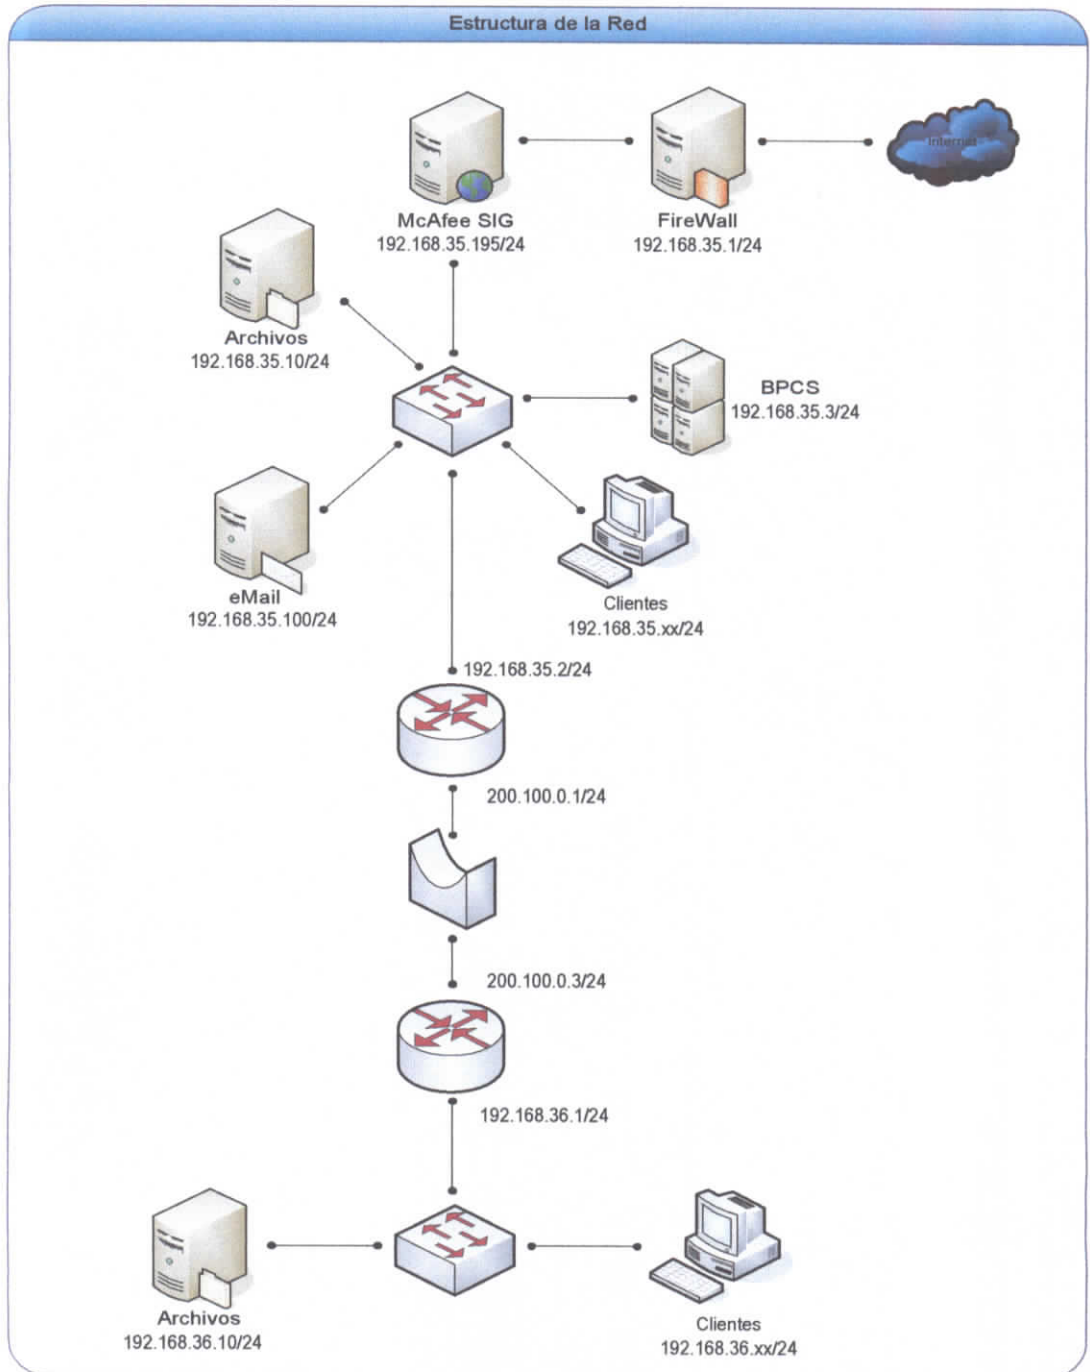 Estructura de la Red
Internet
McAfee SIG
192.168.35.195/24
FireWall
192.168.35.1/24
Archivos
192.168.35.10/24
BPCS
192.168.35.3/24
eMail
192.168.35.100/24
Clientes
192.168.35.xx/24
192.168.35.2/24
200.100.0.1/24
200.100.0.3/24
192.168.36.1/24
Archivos
192.168.36.10/24
Clientes
192.168.36.xx/24